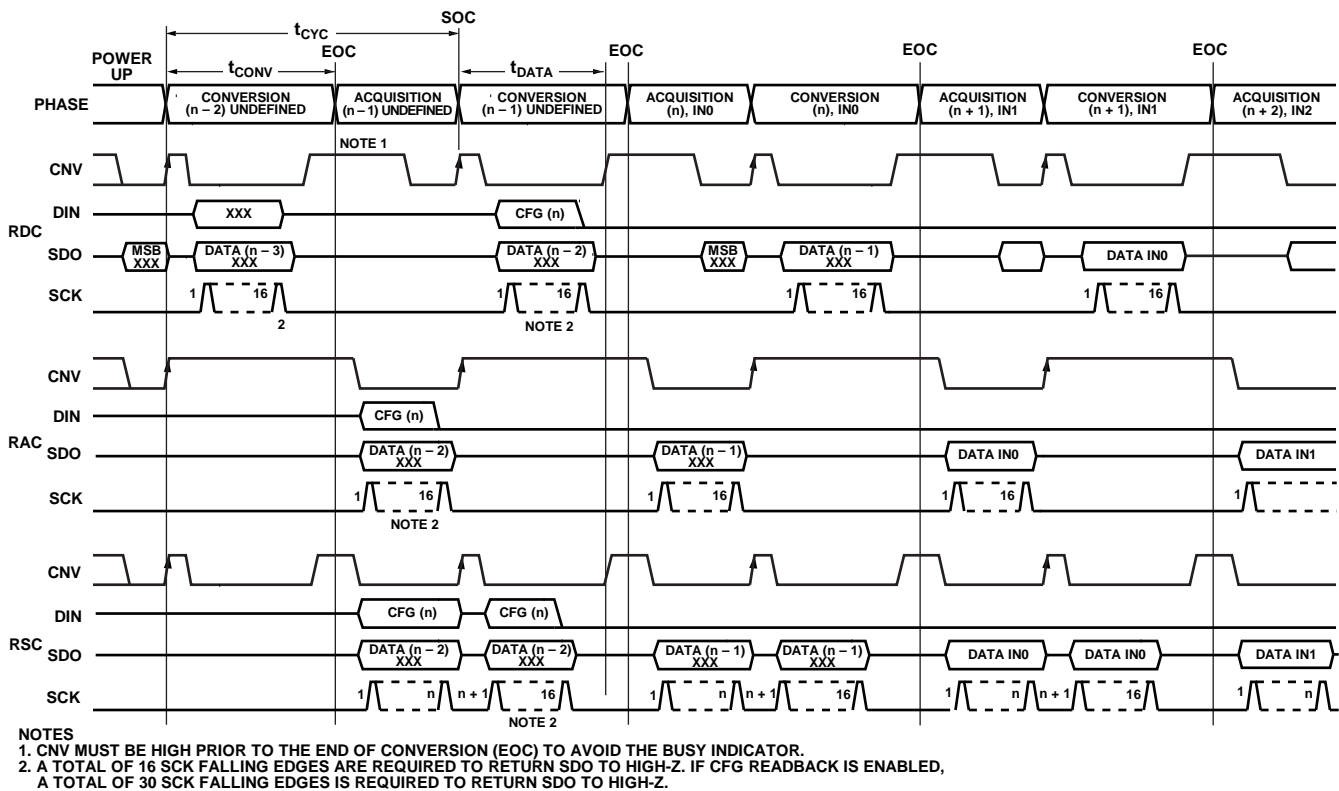 SOC
tCYC
POWER
UP
EOC
EOC
EOC
EOC
tCONV
tDATA
PHASE
CONVERSION
(n – 2) UNDEFINED
ACQUISITION
(n – 1) UNDEFINED
CONVERSION
(n – 1) UNDEFINED
ACQUISITION
(n), IN0
CONVERSION
(n), IN0
ACQUISITION
(n + 1), IN1
CONVERSION
(n + 1), IN1
ACQUISITION
(n + 2), IN2
NOTE 1
CNV
RDC
DIN
XXX
CFG (n)
SDO
MSB
XXX
DATA (n – 3)
XXX
DATA (n – 2)
XXX
MSB
XXX
DATA (n – 1)
XXX
DATA IN0
SCK
1 16
1 16
1 16
1 16
2
NOTE 2
CNV
RAC
DIN
CFG (n)
SDO
DATA (n – 2)
XXX
DATA (n – 1)
XXX
DATA IN0
DATA IN1
SCK
1 16
1 16
1 16
1
NOTE 2
CNV
RSC
DIN
CFG (n)
CFG (n)
SDO
DATA (n – 2)
XXX
DATA (n – 2)
XXX
DATA (n – 1)
XXX
DATA (n – 1)
XXX
DATA IN0
DATA IN0
DATA IN1
SCK
1 n n + 1 16
1 n n + 1 16
1 n n + 1 16
1 n
NOTE 2
NOTES
1. CNV MUST BE HIGH PRIOR TO THE END OF CONVERSION (EOC) TO AVOID THE BUSY INDICATOR.
2. A TOTAL OF 16 SCK FALLING EDGES ARE REQUIRED TO RETURN SDO TO HIGH-Z. IF CFG READBACK IS ENABLED,
A TOTAL OF 30 SCK FALLING EDGES IS REQUIRED TO RETURN SDO TO HIGH-Z.